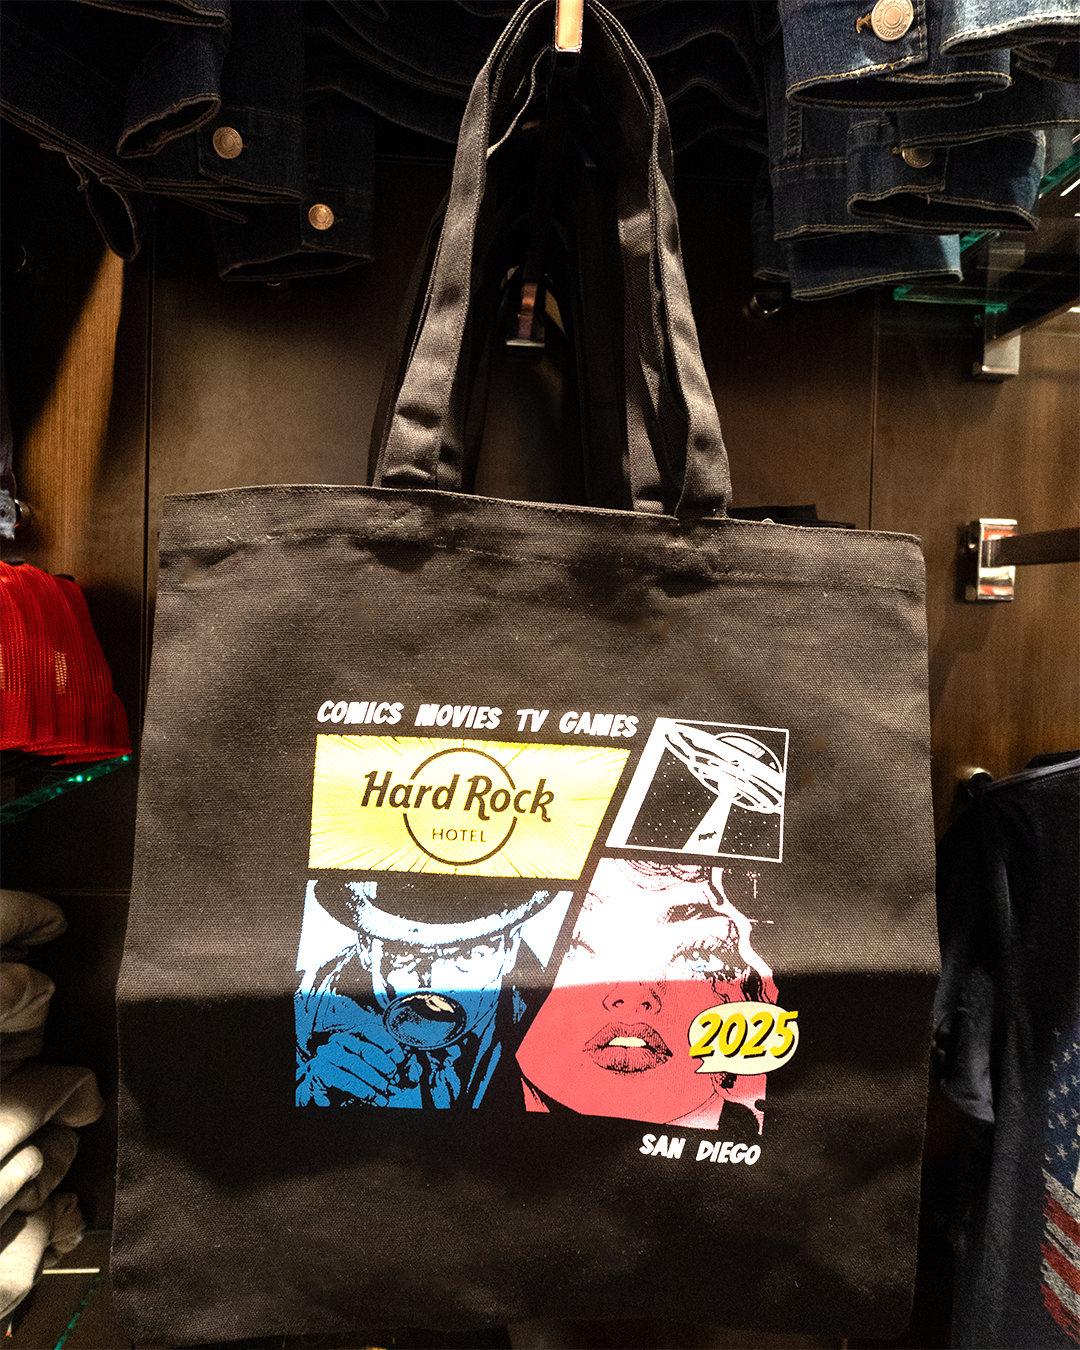 COMICS MOVIES TV GAMES
Hard Rock
HOTEL
2025
SAN DIEGO